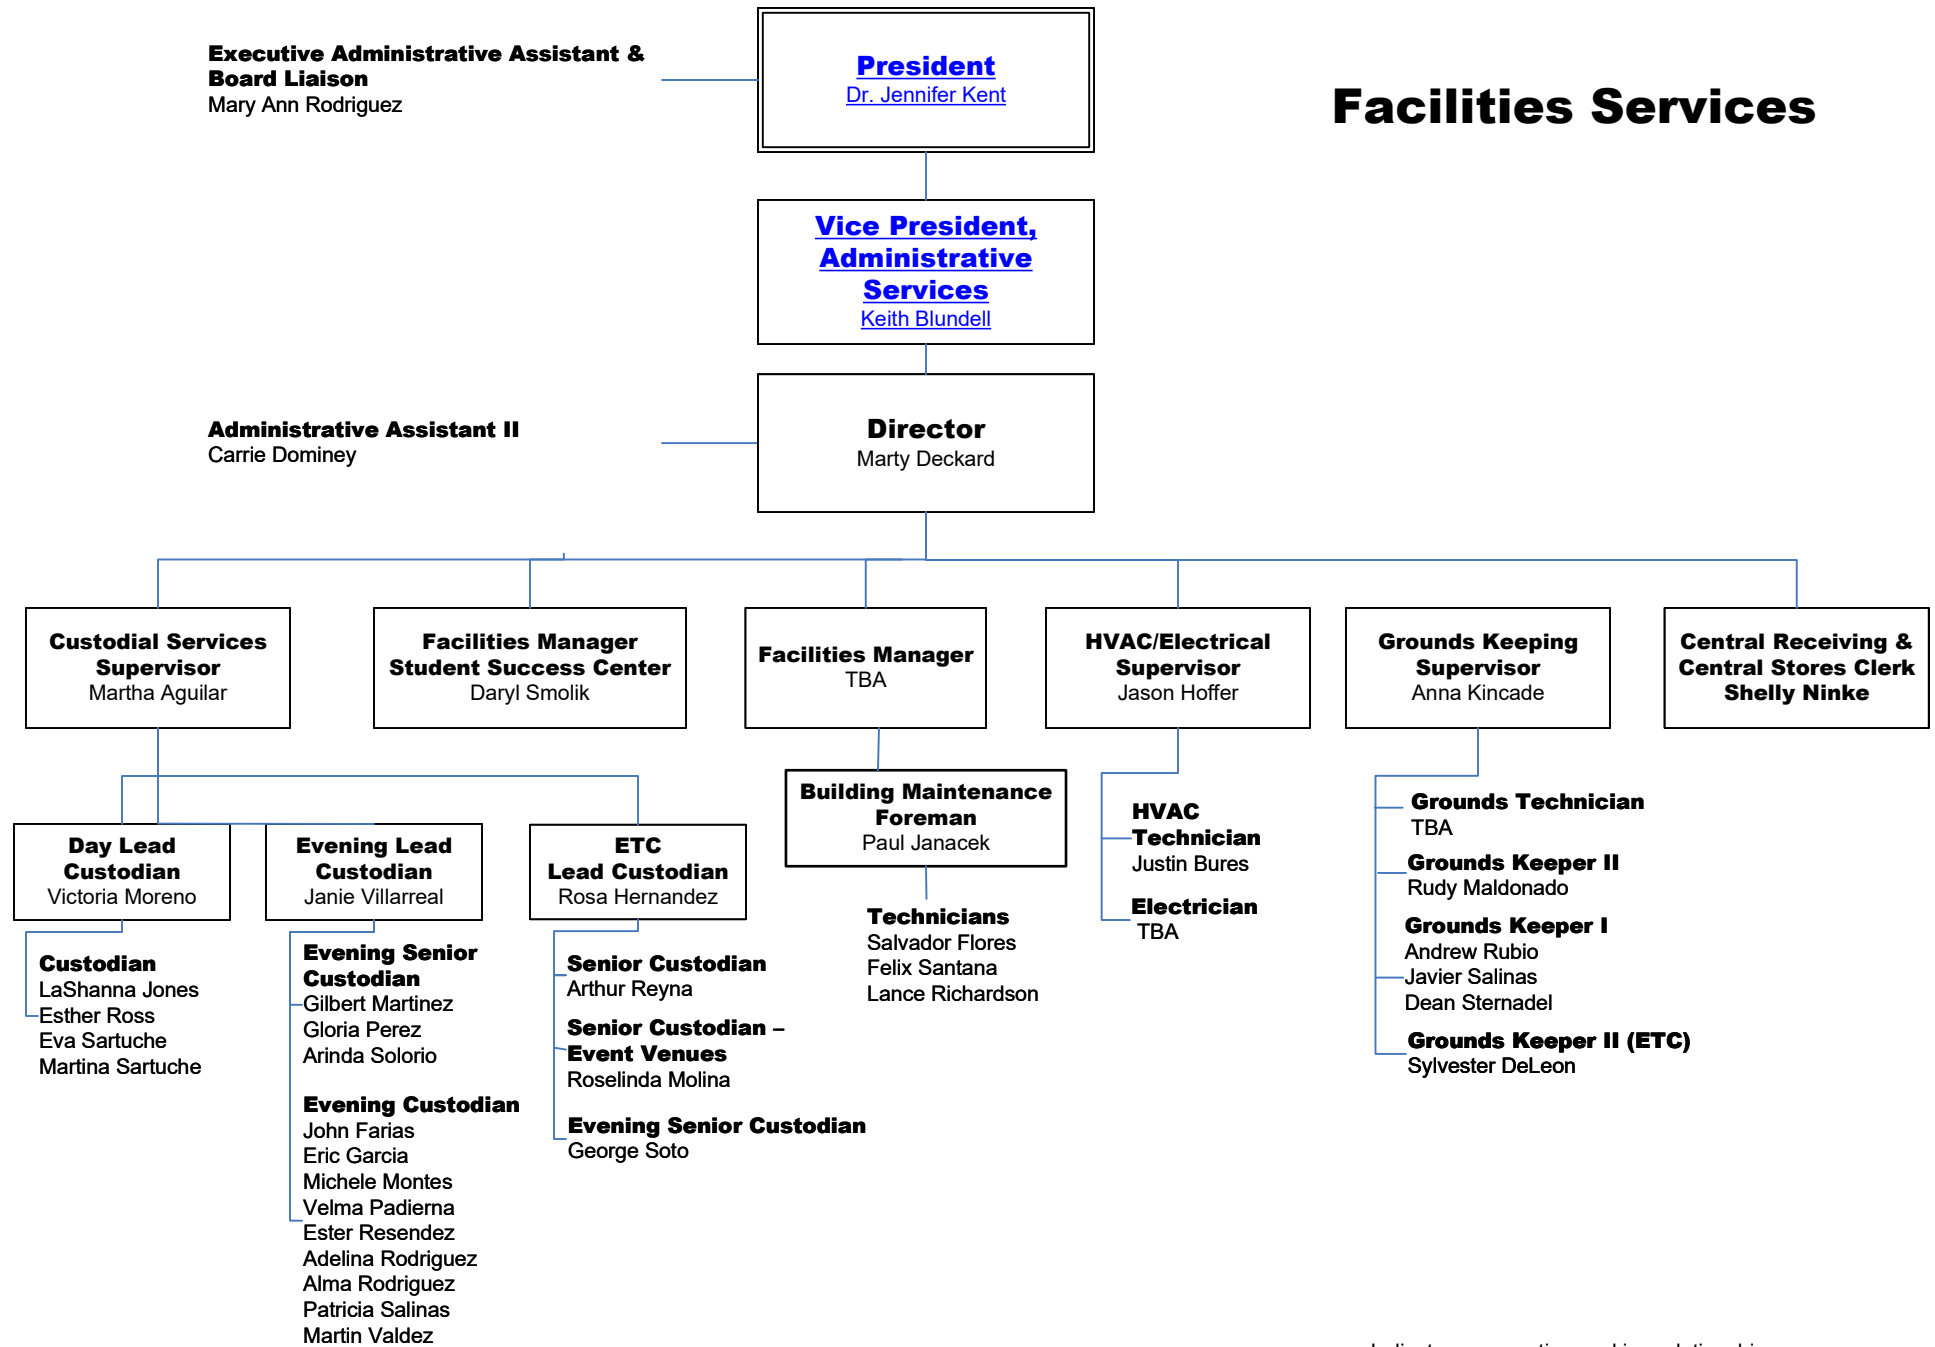 Executive Administrative Assistant &
Board Liaison
Mary Ann Rodriguez
President
Dr. Jennifer Kent
Facilities Services
Vice President,
Administrative
Services
Keith Blundell
Administrative Assistant II
Carrie Dominey
Director
Marty Deckard
Custodial Services
Supervisor
Martha Aguilar
Facilities Manager
Student Success Center
Daryl Smolik
Facilities Manager
TBA
HVAC/Electrical
Supervisor
Jason Hoffer
Grounds Keeping
Supervisor
Anna Kincade
Central Receiving &
Central Stores Clerk
Shelly Ninke
Day Lead
Custodian
Victoria Moreno
Custodian
LaShanna Jones
Esther Ross
Eva Sartuche
Martina Sartuche
Evening Lead
Custodian
Janie Villarreal
Evening Senior
Custodian
Gilbert Martinez
Gloria Perez
Arinda Solorio
Evening Custodian
John Farias
Eric Garcia
Michele Montes
Velma Padierna
Ester Resendez
Adelina Rodriguez
Alma Rodriguez
Patricia Salinas
Martin Valdez
ETC
Lead Custodian
Rosa Hernandez
Senior Custodian
Arthur Reyna
Senior Custodian –
Event Venues
Roselinda Molina
Evening Senior Custodian
George Soto
Building Maintenance
Foreman
Paul Janacek
Technicians
Salvador Flores
Felix Santana
Lance Richardson
HVAC
Technician
Justin Bures
Electrician
TBA
Grounds Technician
TBA
Grounds Keeper II
Rudy Maldonado
Grounds Keeper I
Andrew Rubio
Javier Salinas
Dean Sternadel
Grounds Keeper II (ETC)
Sylvester DeLeon